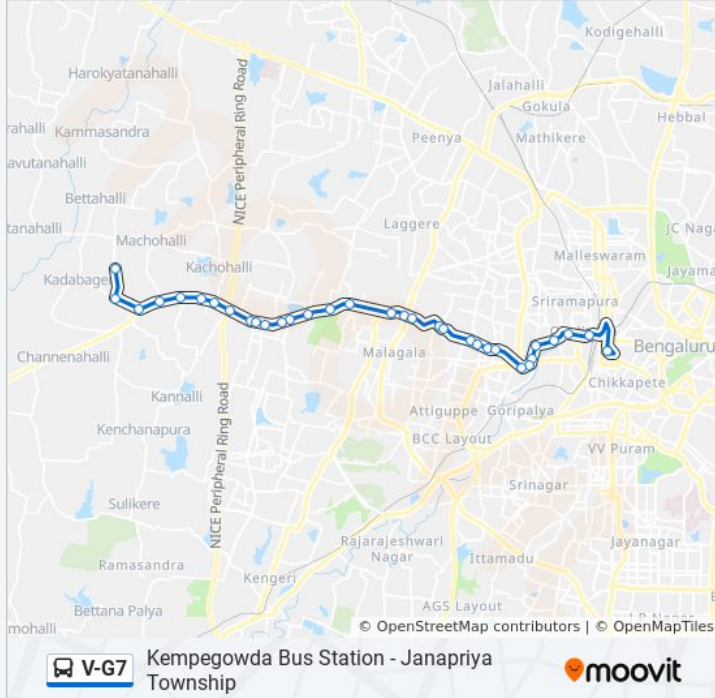 Kodigehalli
Harokyatanahalli
Jalahalli
Gokula
Hebbal
rahalli
Kammasandra
Peenya
Mathikere
avutanahalli
NICE Peripheral Ring Road
Bettahalli
tanahalli
Machohalli
Laggere
JC Naga
Kachohalli
Malleswaram
Kadabage
Jayama
Sriramapura
Bengaluru
Channenahalli
Malagala
Chikkapete
Kannalli
Attiguppe
Goripalya
Kenchanapura
BCC Layout
VV Puram
NICE Peripheral Ring Road
Srinagar
Sulikere
Rajarajeshwari
Nagar
Jayanagar
Ramasandra
Ittamadu
Kengeri
Bettana Palya
AGS Layout
mohalli
© OpenStreetMap contributors | © OpenMapTiles
V-G7
Kempegowda Bus Station - Janapriya
Township
moovit